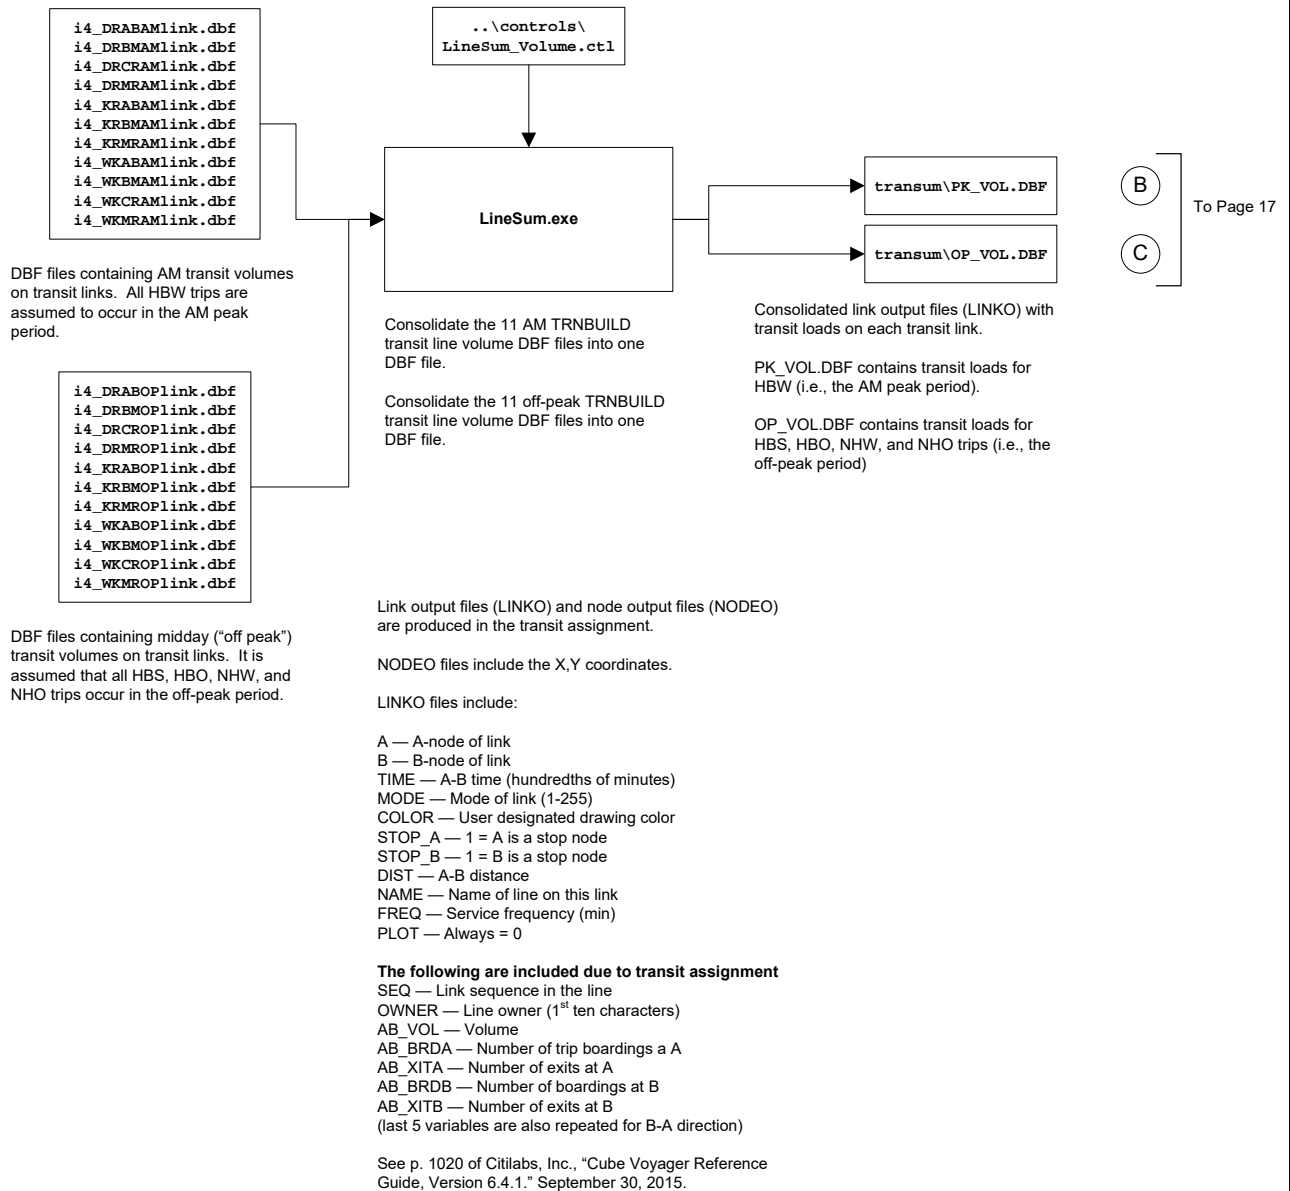 i4_DRABAMlink.dbf
i4_DRBMAMlink.dbf
i4_DRCRAMlink.dbf
i4_DRMRAMlink.dbf
i4_KRABAMlink.dbf
i4_KRBMAMlink.dbf
i4_KRMRAMlink.dbf
i4_WKABAMlink.dbf
i4_WKBMAMlink.dbf
i4_WKCRAMlink.dbf
i4_WKMRAMlink.dbf
DBF files containing AM transit volumes
on transit links.  All HBW trips are
assumed to occur in the AM peak
period.
i4_DRABOPlink.dbf
i4_DRBMOPlink.dbf
i4_DRCROPlink.dbf
i4_DRMROPlink.dbf
i4_KRABOPlink.dbf
i4_KRBMOPlink.dbf
i4_KRMROPlink.dbf
i4_WKABOPlink.dbf
i4_WKBMOPlink.dbf
i4_WKCROPlink.dbf
i4_WKMROPlink.dbf
DBF files containing midday (“off peak”)
transit volumes on transit links.  It is
assumed that all HBS, HBO, NHW, and
NHO trips occur in the off-peak period.
..\controls\
LineSum_Volume.ctl
LineSum.exe
Consolidate the 11 AM TRNBUILD
transit line volume DBF files into one
DBF file.
Consolidate the 11 off-peak TRNBUILD
transit line volume DBF files into one
DBF file.
transum\PK_VOL.DBF
transum\OP_VOL.DBF
B
C
To Page 17
Consolidated link output files (LINKO) with
transit loads on each transit link.
PK_VOL.DBF contains transit loads for
HBW (i.e., the AM peak period).
OP_VOL.DBF contains transit loads for
HBS, HBO, NHW, and NHO trips (i.e., the
off-peak period)
Link output files (LINKO) and node output files (NODEO)
are produced in the transit assignment.
NODEO files include the X,Y coordinates.
LINKO files include:
A — A-node of link
B — B-node of link
TIME — A-B time (hundredths of minutes)
MODE — Mode of link (1-255)
COLOR — User designated drawing color
STOP_A — 1 = A is a stop node
STOP_B — 1 = B is a stop node
DIST — A-B distance
NAME — Name of line on this link
FREQ — Service frequency (min)
PLOT — Always = 0
The following are included due to transit assignment
SEQ — Link sequence in the line
OWNER — Line owner (1st ten characters)
AB_VOL — Volume
AB_BRDA — Number of trip boardings a A
AB_XITA — Number of exits at A
AB_BRDB — Number of boardings at B
AB_XITB — Number of exits at B
(last 5 variables are also repeated for B-A direction)
See p. 1020 of Citilabs, Inc., “Cube Voyager Reference
Guide, Version 6.4.1.” September 30, 2015.